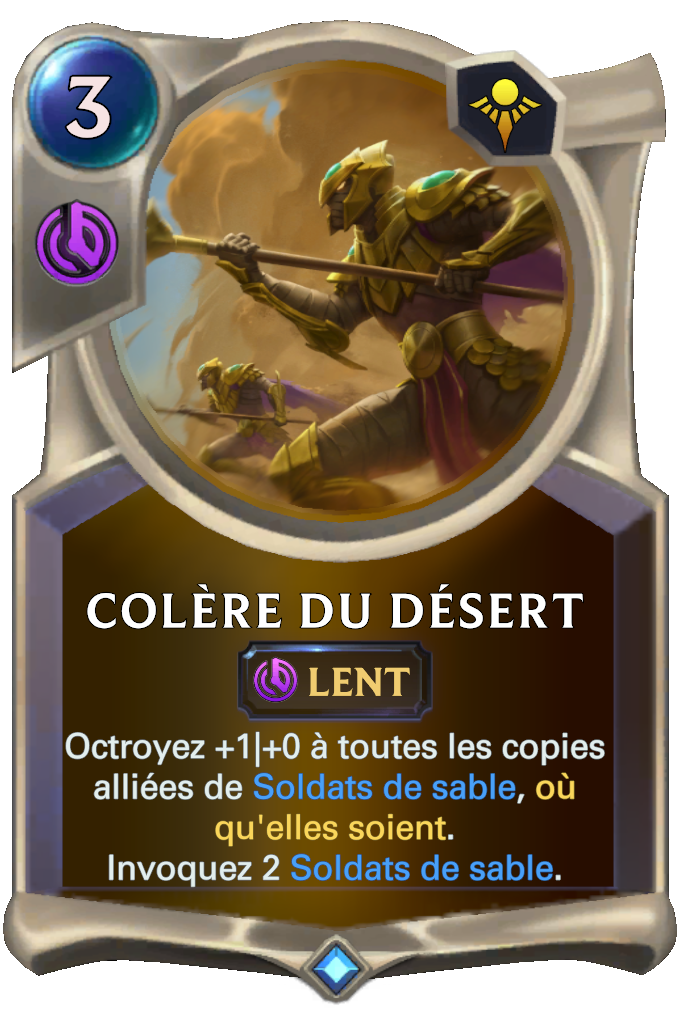 3
COLÈRE DU DÉSERT
LENT
Octroyez +1|+0 à toutes les copies
alliées de Soldats de sable, où
qu'elles soient.
Invoquez 2 Soldats de sable.